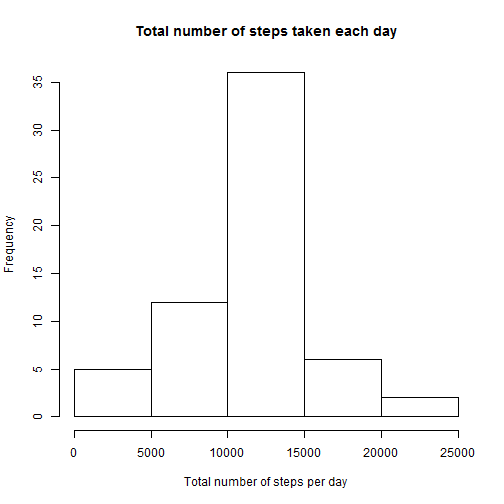 Total number of steps taken each day
35
30
25
20
15
10
5
0
Frequency
0 5000 10000 15000 20000 25000
Total number of steps per day